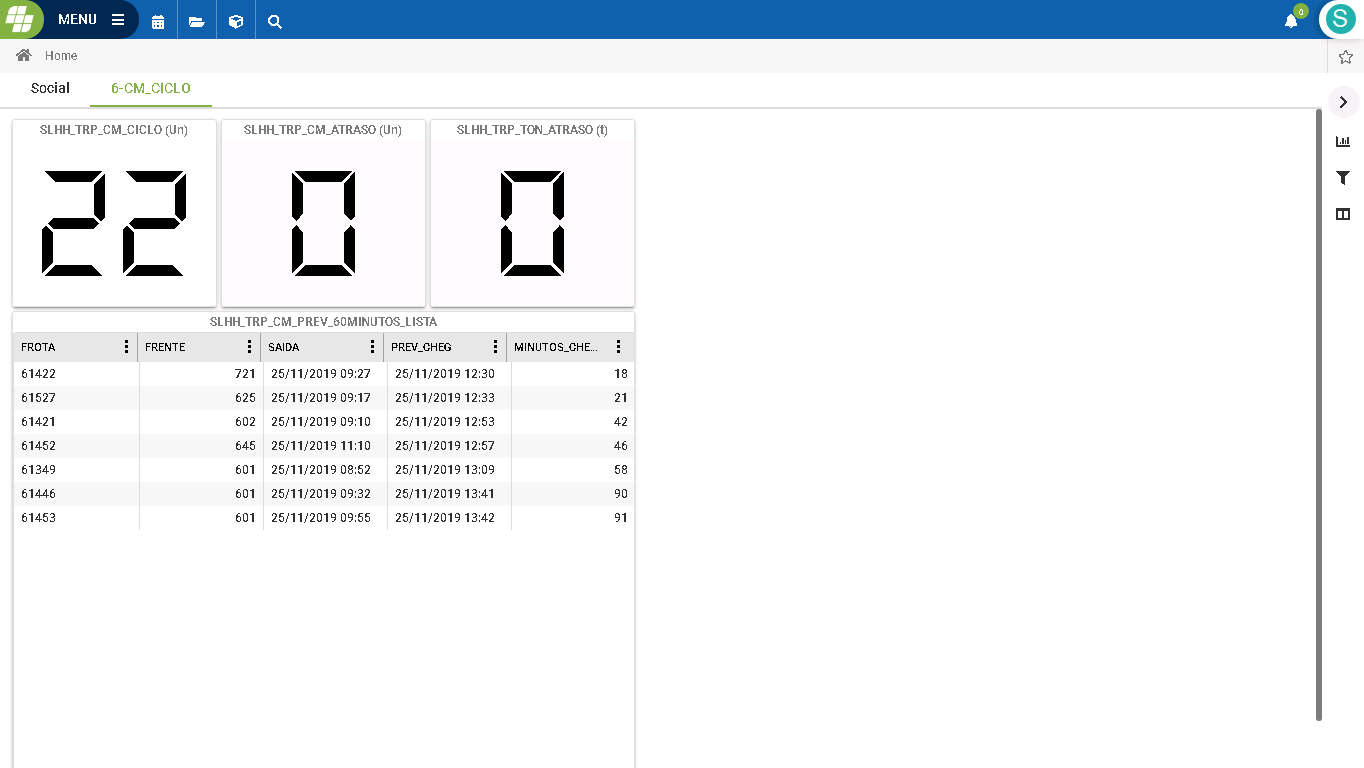 MENU
0
S
Home
Social 6-CM_CICLO
SLHH_TRP_CM_CICLO (Un) SLHH_TRP_CM_ATRASO (Un) SLHH_TRP_TON_ATRASO (t)
22 0 0
SLHH_TRP_CM_PREV_60MINUTOS_LISTA
FROTA FRENTE SAIDA PREV_CHEG MINUTOS_CHE...
61422 721 25/11/2019 09:27 25/11/2019 12:30 18
61527 625 25/11/2019 09:17 25/11/2019 12:33 21
61421 602 25/11/2019 09:10 25/11/2019 12:53 42
61452 645 25/11/2019 11:10 25/11/2019 12:57 46
61349 601 25/11/2019 08:52 25/11/2019 13:09 58
61446 601 25/11/2019 09:32 25/11/2019 13:41 90
61453 601 25/11/2019 09:55 25/11/2019 13:42 91